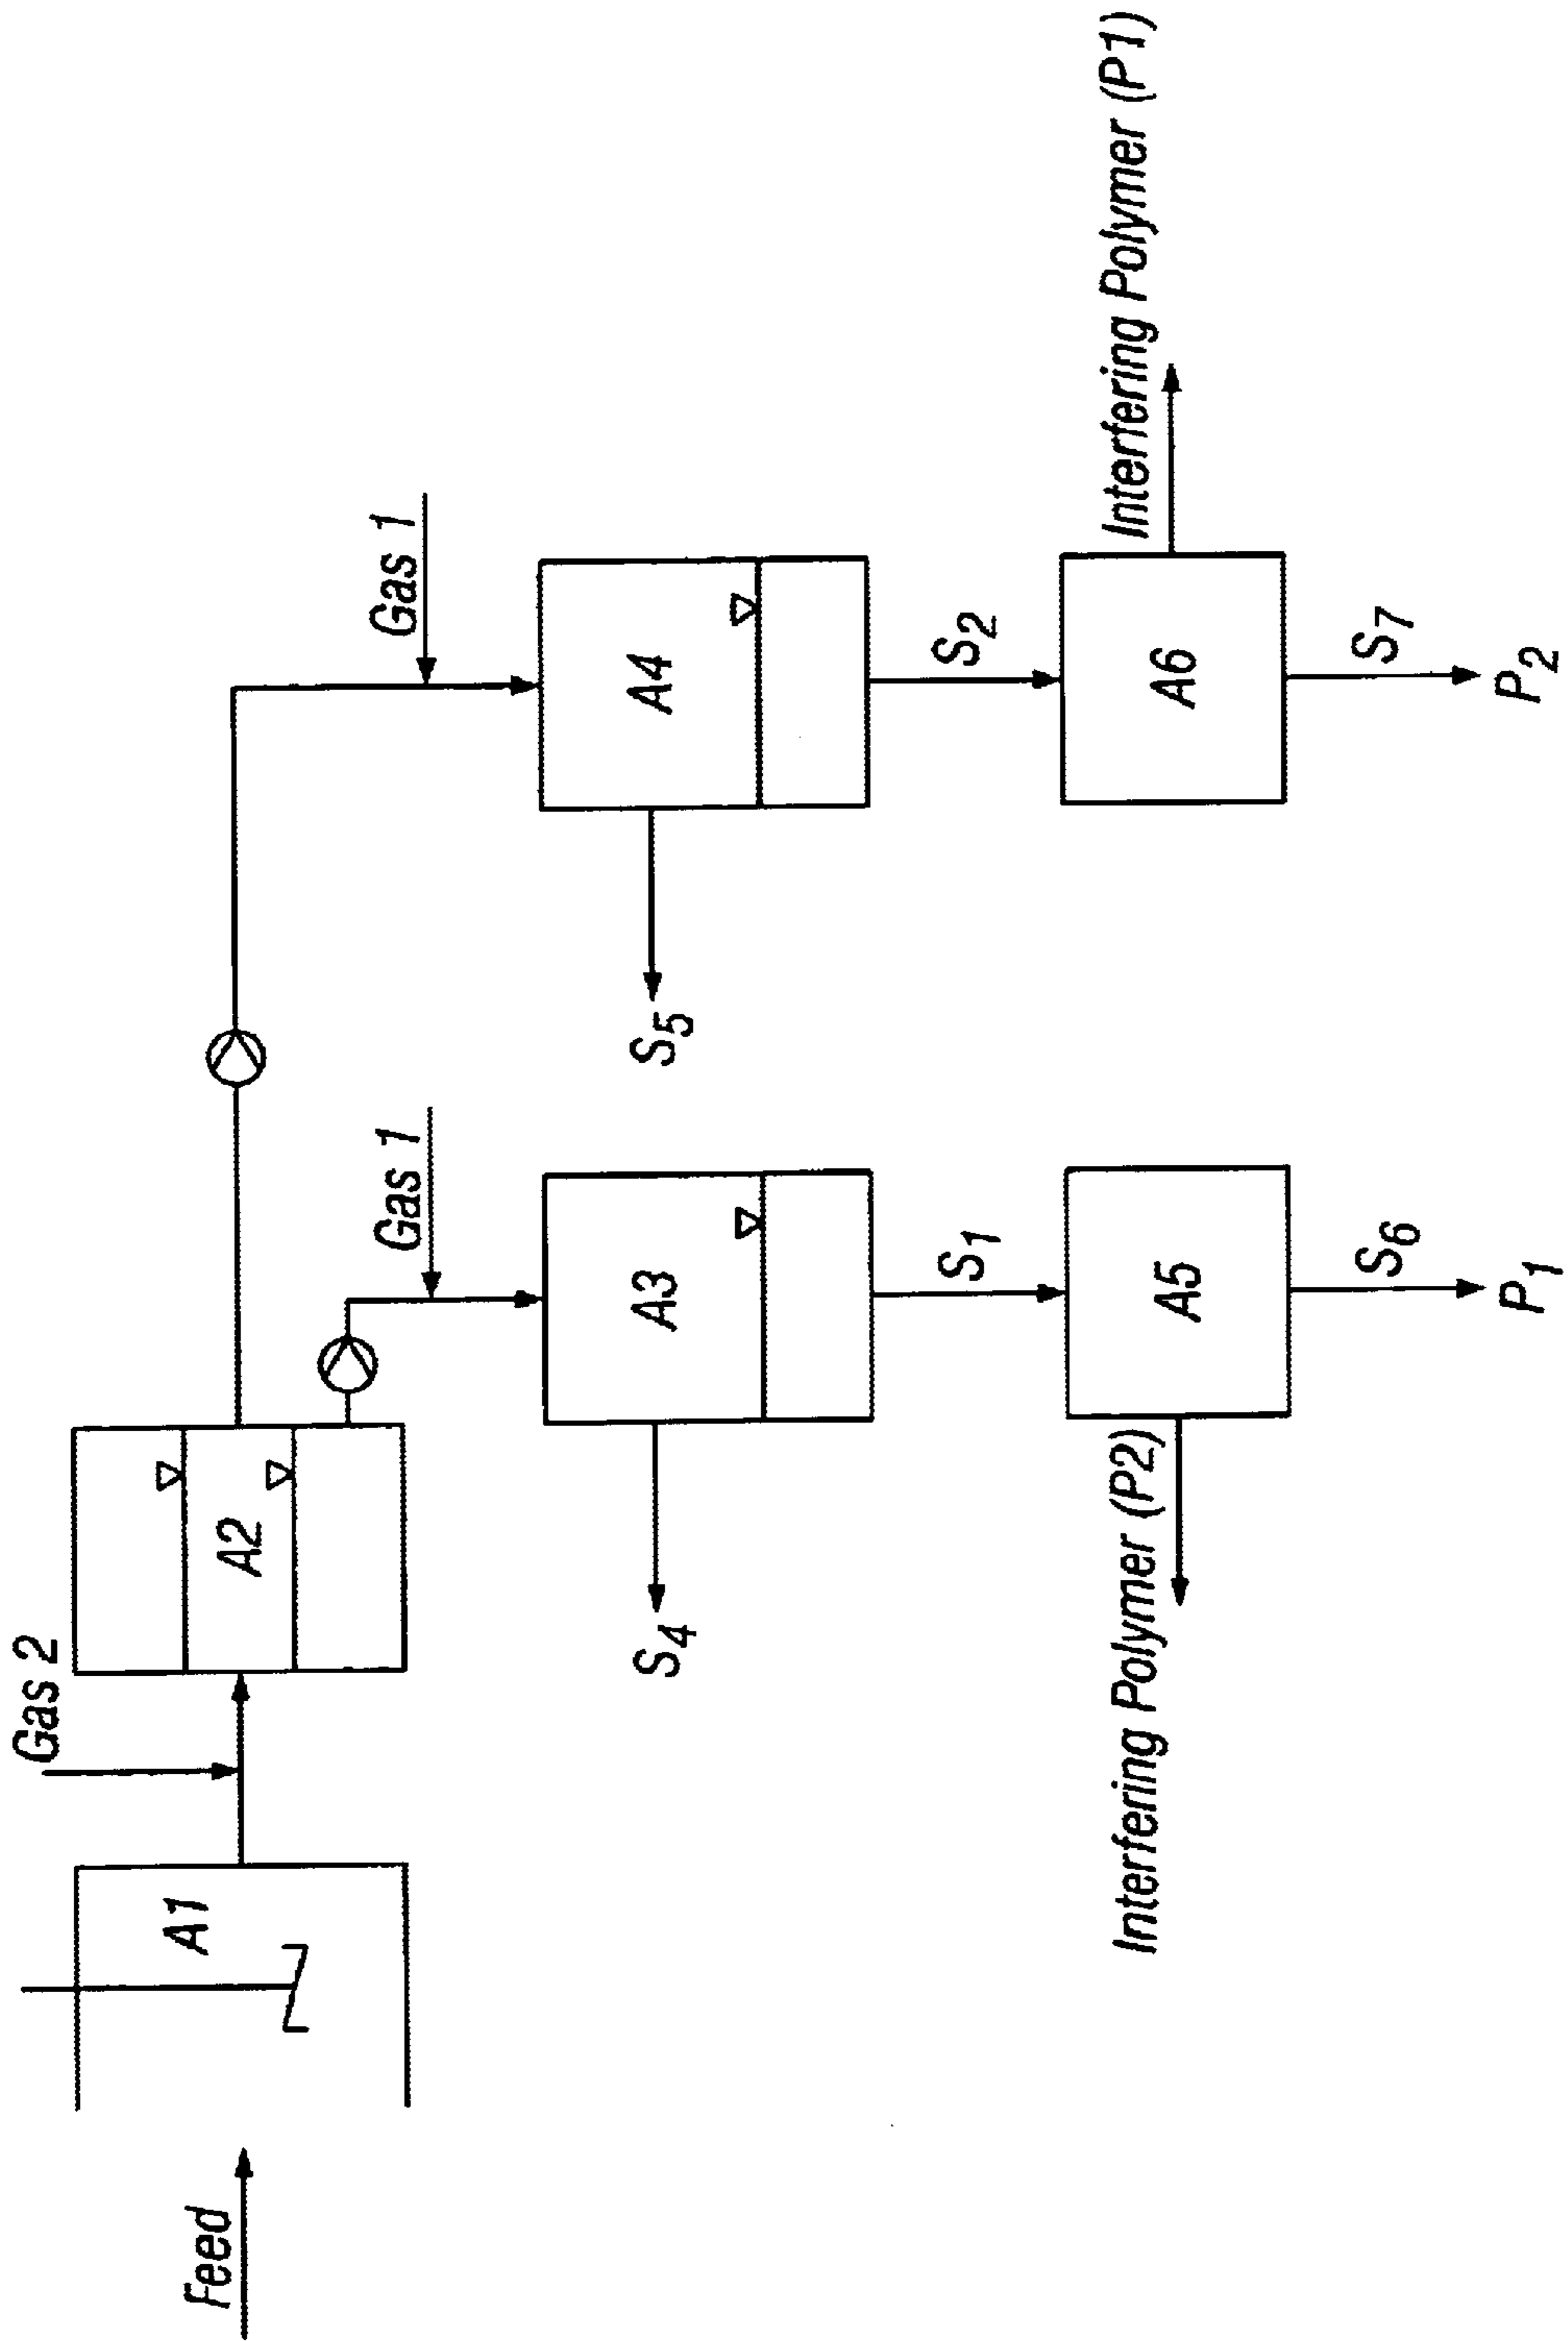 Feed
A1
Gas 2
A2
Gas 1
Gas 1
A3
A4
S4
S5
S1
S2
A5
A6
Interfering Polymer (P2)
Interfering Polymer (P1)
S6
S7
P1
P2